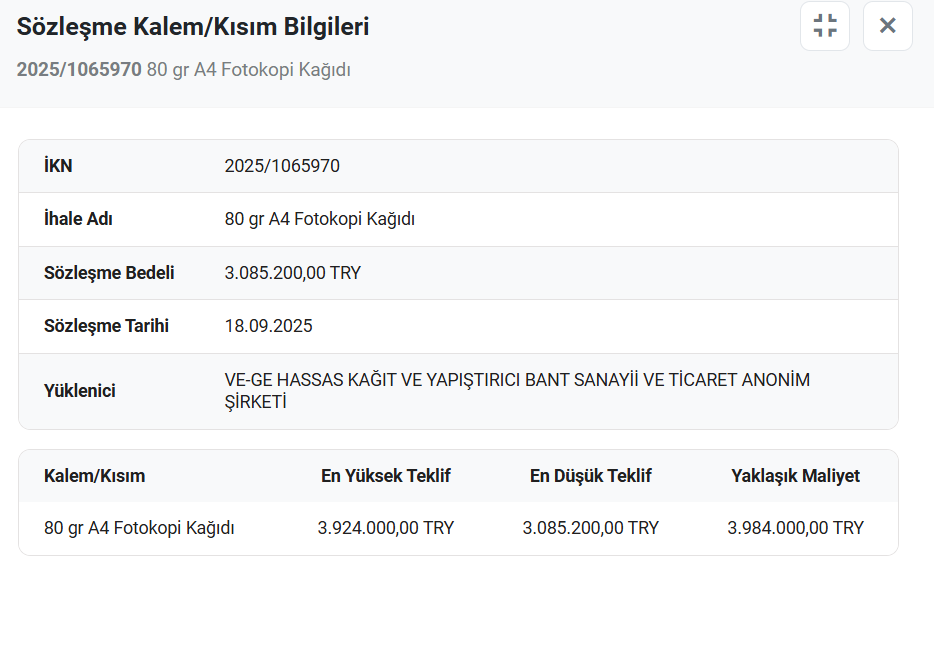 Sözleşme Kalem/Kısım Bilgileri
2025/1065970 80 gr A4 Fotokopi Kağıdı
İKN 2025/1065970
İhale Adı 80 gr A4 Fotokopi Kağıdı
Sözleşme Bedeli 3.085.200,00 TRY
Sözleşme Tarihi 18.09.2025
Yüklenici VE-GE HASSAS KAĞIT VE YAPIŞTIRICI BANT SANAYİİ VE TİCARET ANONİM
ŞİRKETİ
Kalem/Kısım En Yüksek Teklif En Düşük Teklif Yaklaşık Maliyet
80 gr A4 Fotokopi Kağıdı 3.924.000,00 TRY 3.085.200,00 TRY 3.984.000,00 TRY